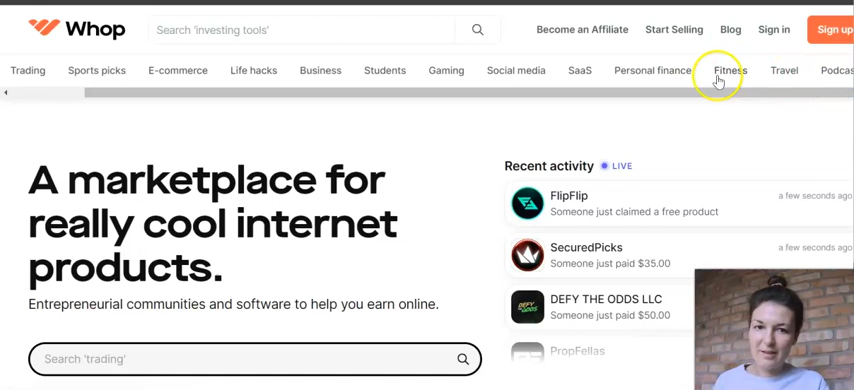 Whop
Search 'investing tools'
Become an Affiliate
Start Selling
Blog
Sign in
Sign up
Trading
Sports picks
E-commerce
Life hacks
Business
Students
Gaming
Social media
SaaS
Personal finance
Fitness
Travel
Podcas
A marketplace for
really cool internet
products.
Entrepreneurial communities and software to help you earn online.
Search 'trading'
Recent activity
LIVE
FlipFlip
a few seconds ago
Someone just claimed a free product
SecuredPicks
a few seconds ago
Someone just paid $35.00
DEFY THE ODDS
DEFY THE ODDS LLC
Someone just paid $50.00
PropFellas